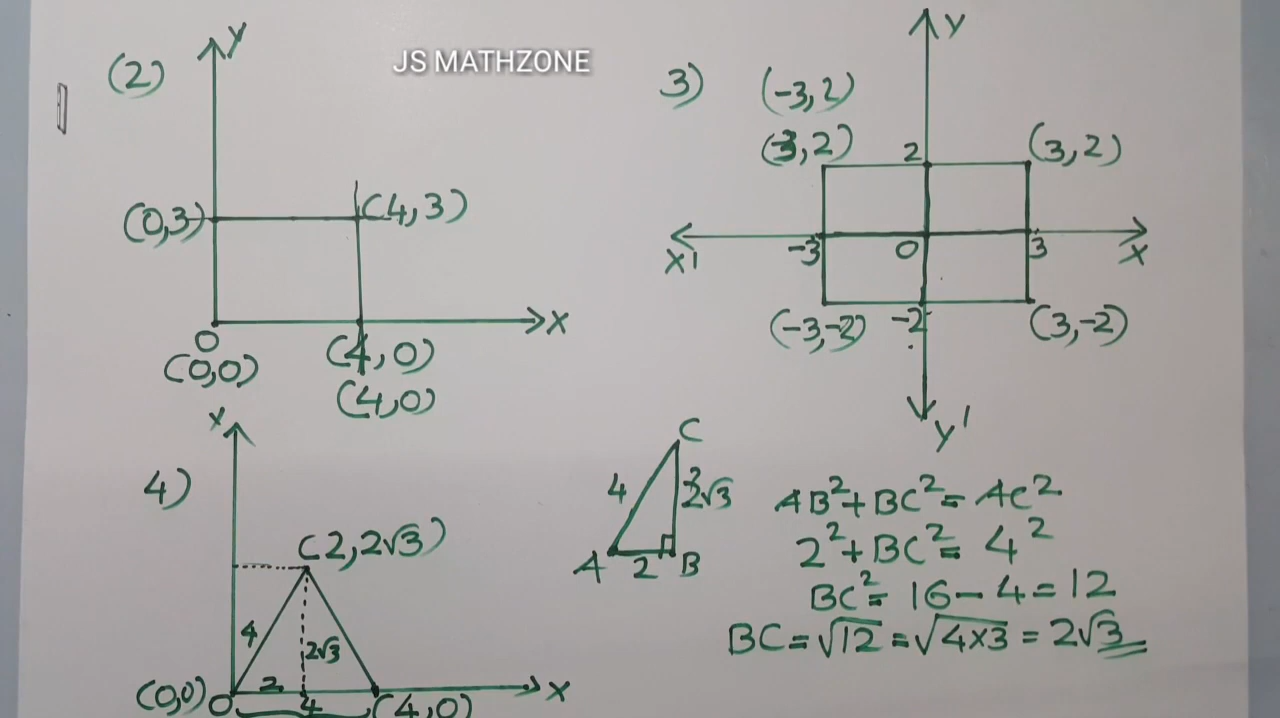 JS MATHZONE
(2)
Y
(0,3)
(4,3)
X
O
(0,0)
(4,0)
(4,0)
3)
(-3,2)
(3,2)
Y
2
(3,2)
X'
-3
O
3
X
(-3,-2)
-2
(3,-2)
Y'
4)
X
(2,2√3)
4
2√3
(0,0)
O
2
4
(4,0)
X
C
4
2√3
A
2
B
AB²+BC²=AC²
2²+BC²=4²
BC²=16-4=12
BC=√12=√4×3=2√3